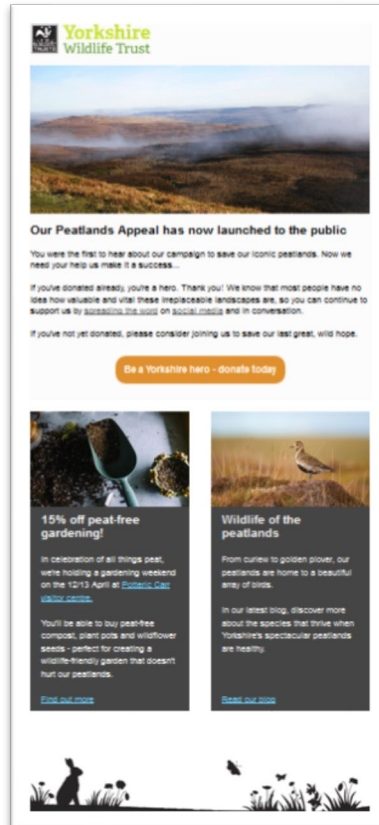 Yorkshire
Wildlife Trust
Our Peatlands Appeal has now launched to the public
You were the first to hear about our campaign to save our iconic peatlands. Now we
need your help us make it a success...
If you've donated already, you're a hero. Thank you! We know that most people have no
idea how valuable and vital these irreplaceable landscapes are, so you can continue to
support us by spreading the word on social media and in conversation.
If you've not yet donated, please consider joining us to save our last great, wild hope.
Be a Yorkshire hero - donate today
15% off peat-free
gardening!
In celebration of all things peat,
we're holding a gardening weekend
on the 12/13 April at Potteric Carr
visitor centre.
You'll be able to buy peat-free
compost, plant pots and wildflower
seeds - perfect for creating a
wildlife-friendly garden that doesn't
hurt our peatlands.
Find out more
Wildlife of the
peatlands
From curlew to golden plover, our
peatlands are home to a beautiful
array of birds.
In our latest blog, discover more
about the species that thrive when
Yorkshire's spectacular peatlands
are healthy.
Read our blog